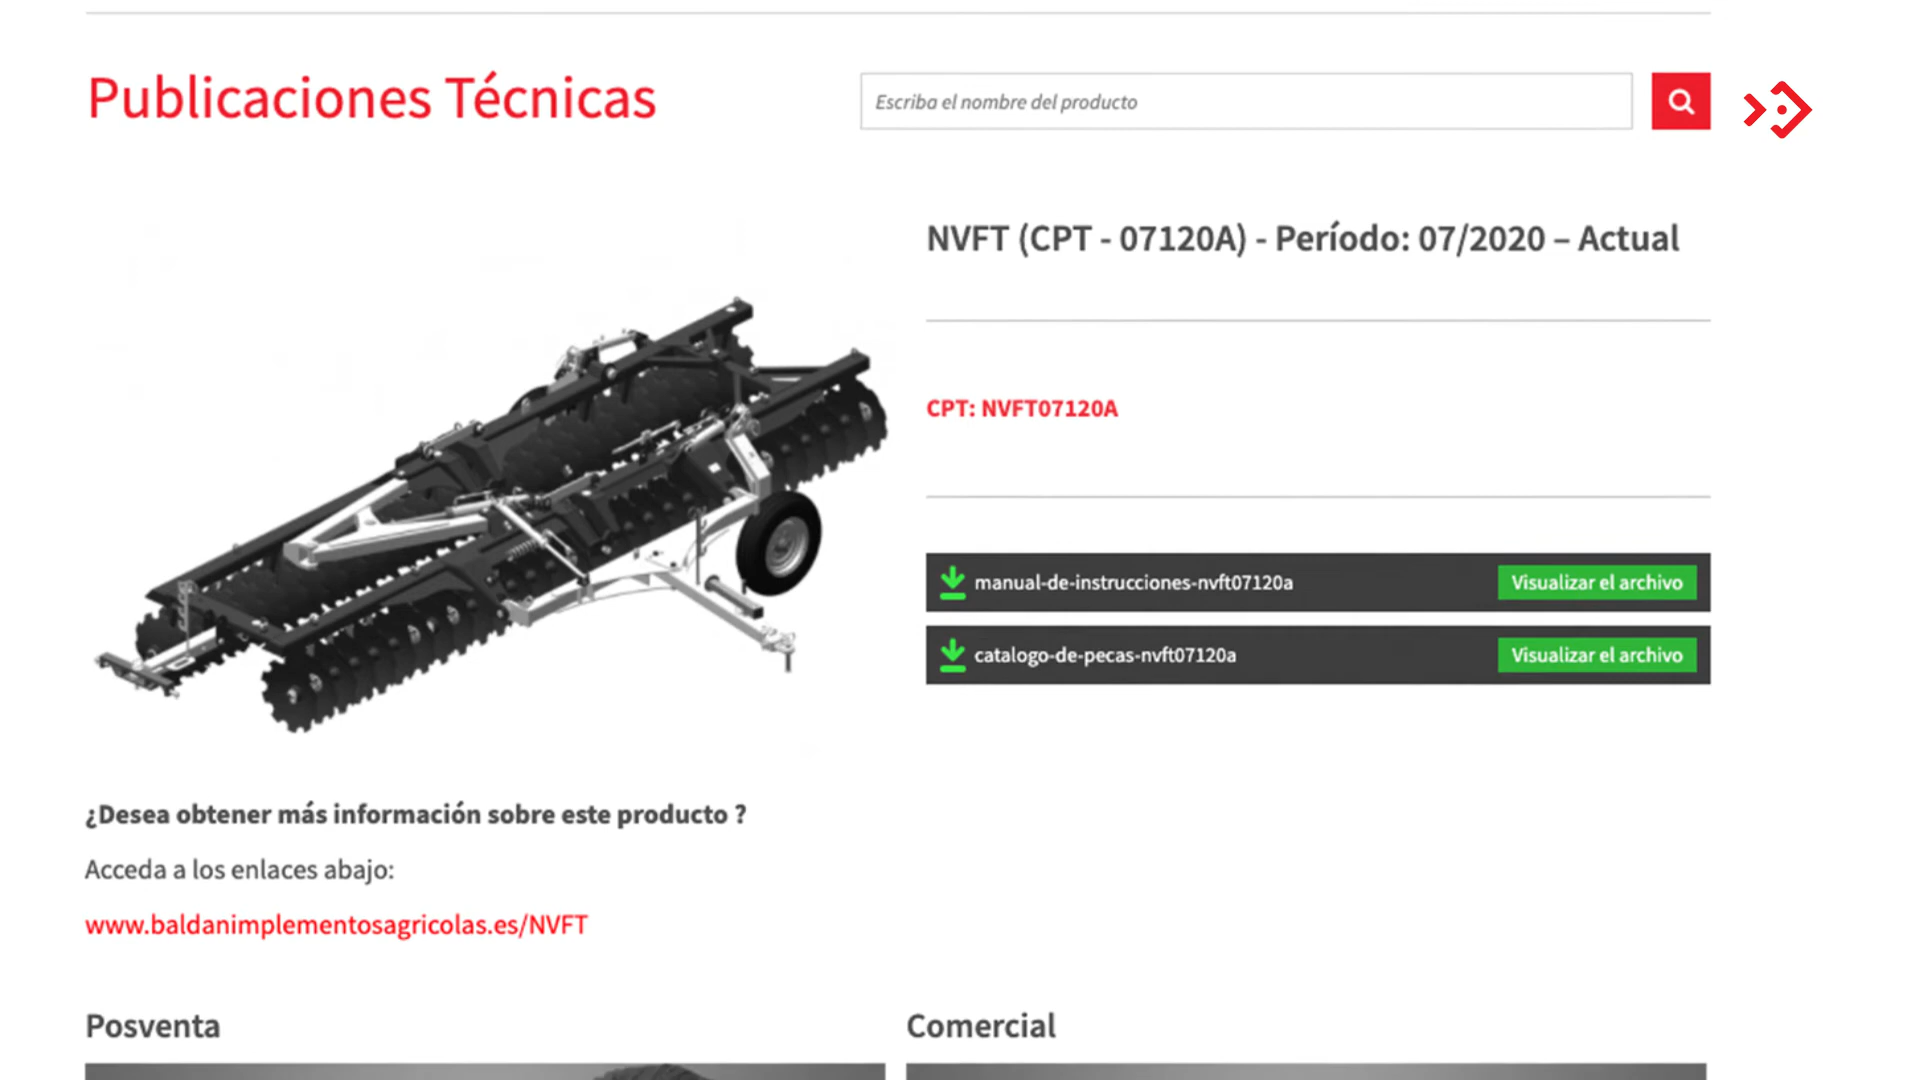 Publicaciones Técnicas
Escriba el nombre del producto
NVFT (CPT - 07120A) - Período: 07/2020 – Actual
CPT: NVFT07120A
manual-de-instrucciones-nvft07120a
Visualizar el archivo
catalogo-de-pecas-nvft07120a
Visualizar el archivo
¿Desea obtener más información sobre este producto ?
Acceda a los enlaces abajo:
www.baldanimplementosagricolas.es/NVFT
Posventa
Comercial